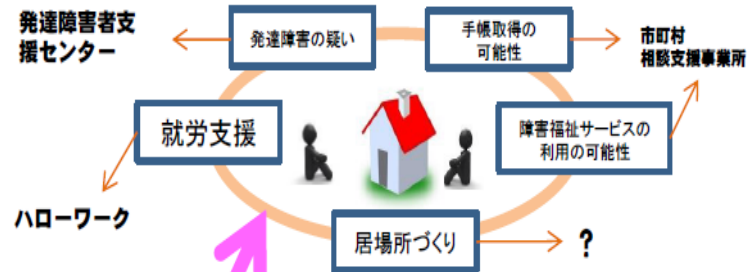 発達障害者支
援センター
発達障害の疑い
手帳取得の
可能性
市町村
相談支援事業所
就労支援
障害福祉サービスの
利用の可能性
ハローワーク
居場所づくり
?